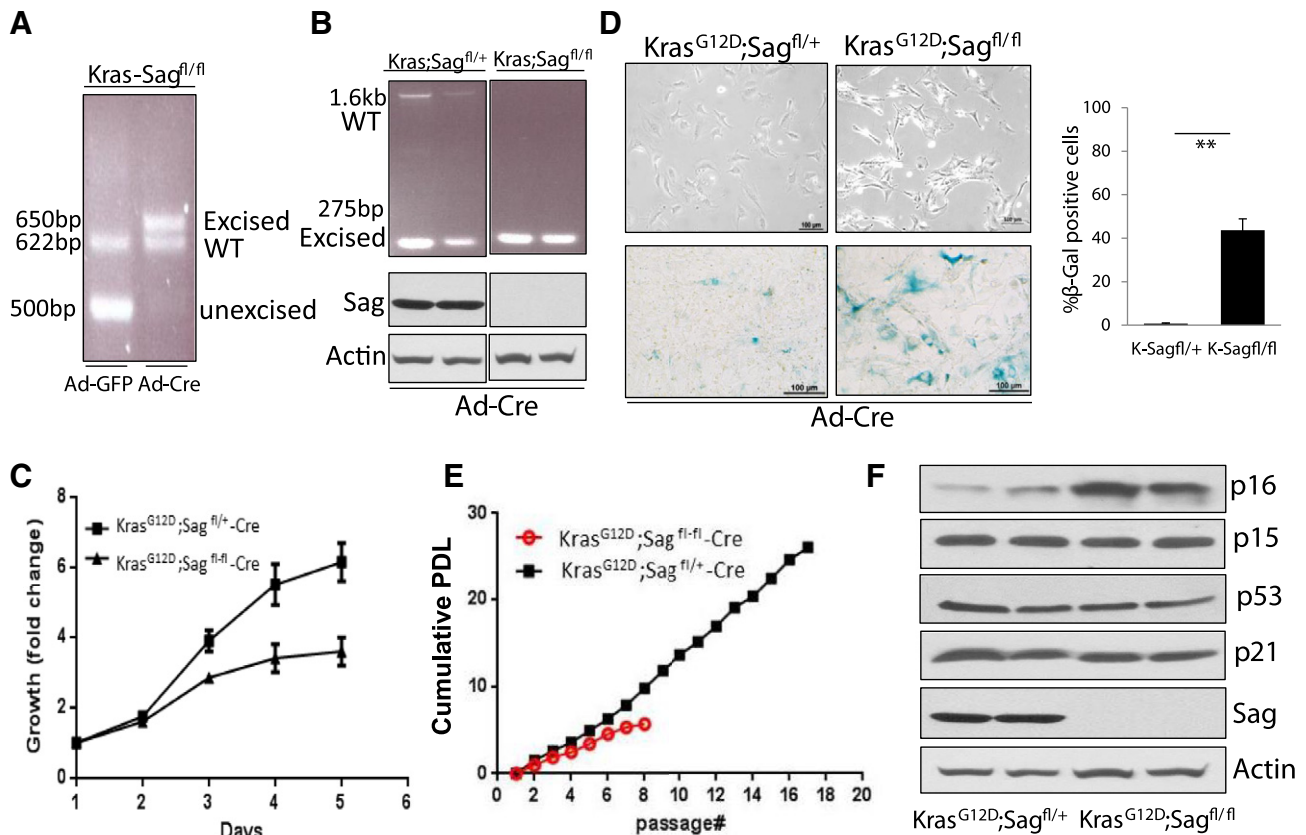 A
Kras-Sag^fl/fl
650bp
622bp
500bp
Excised
WT
unexcised
Ad-GFP Ad-Cre
B
Kras;Sag^fl/+ Kras;Sag^fl/fl
1.6kb
WT
275bp
Excised
Sag
Actin
Ad-Cre
D
Kras^G12D;Sag^fl/+ Kras^G12D;Sag^fl/fl
100 µm
100 µm
100 µm
Ad-Cre
%β-Gal positive cells
100
80
60
40
20
0
**
K-Sagfl/+ K-Sagfl/fl
C
Growth (fold change)
8
6
4
2
0
Kras^G12D;Sag^fl/+-Cre
Kras^G12D;Sag^fl-fl-Cre
1 2 3 4 5 6
Days
E
Cumulative PDL
30
20
10
0
Kras^G12D;Sag^fl-fl-Cre
Kras^G12D;Sag^fl/+-Cre
0 2 4 6 8 10 12 14 16 18 20
passage#
F
p16
p15
p53
p21
Sag
Actin
Kras^G12D;Sag^fl/+ Kras^G12D;Sag^fl/fl